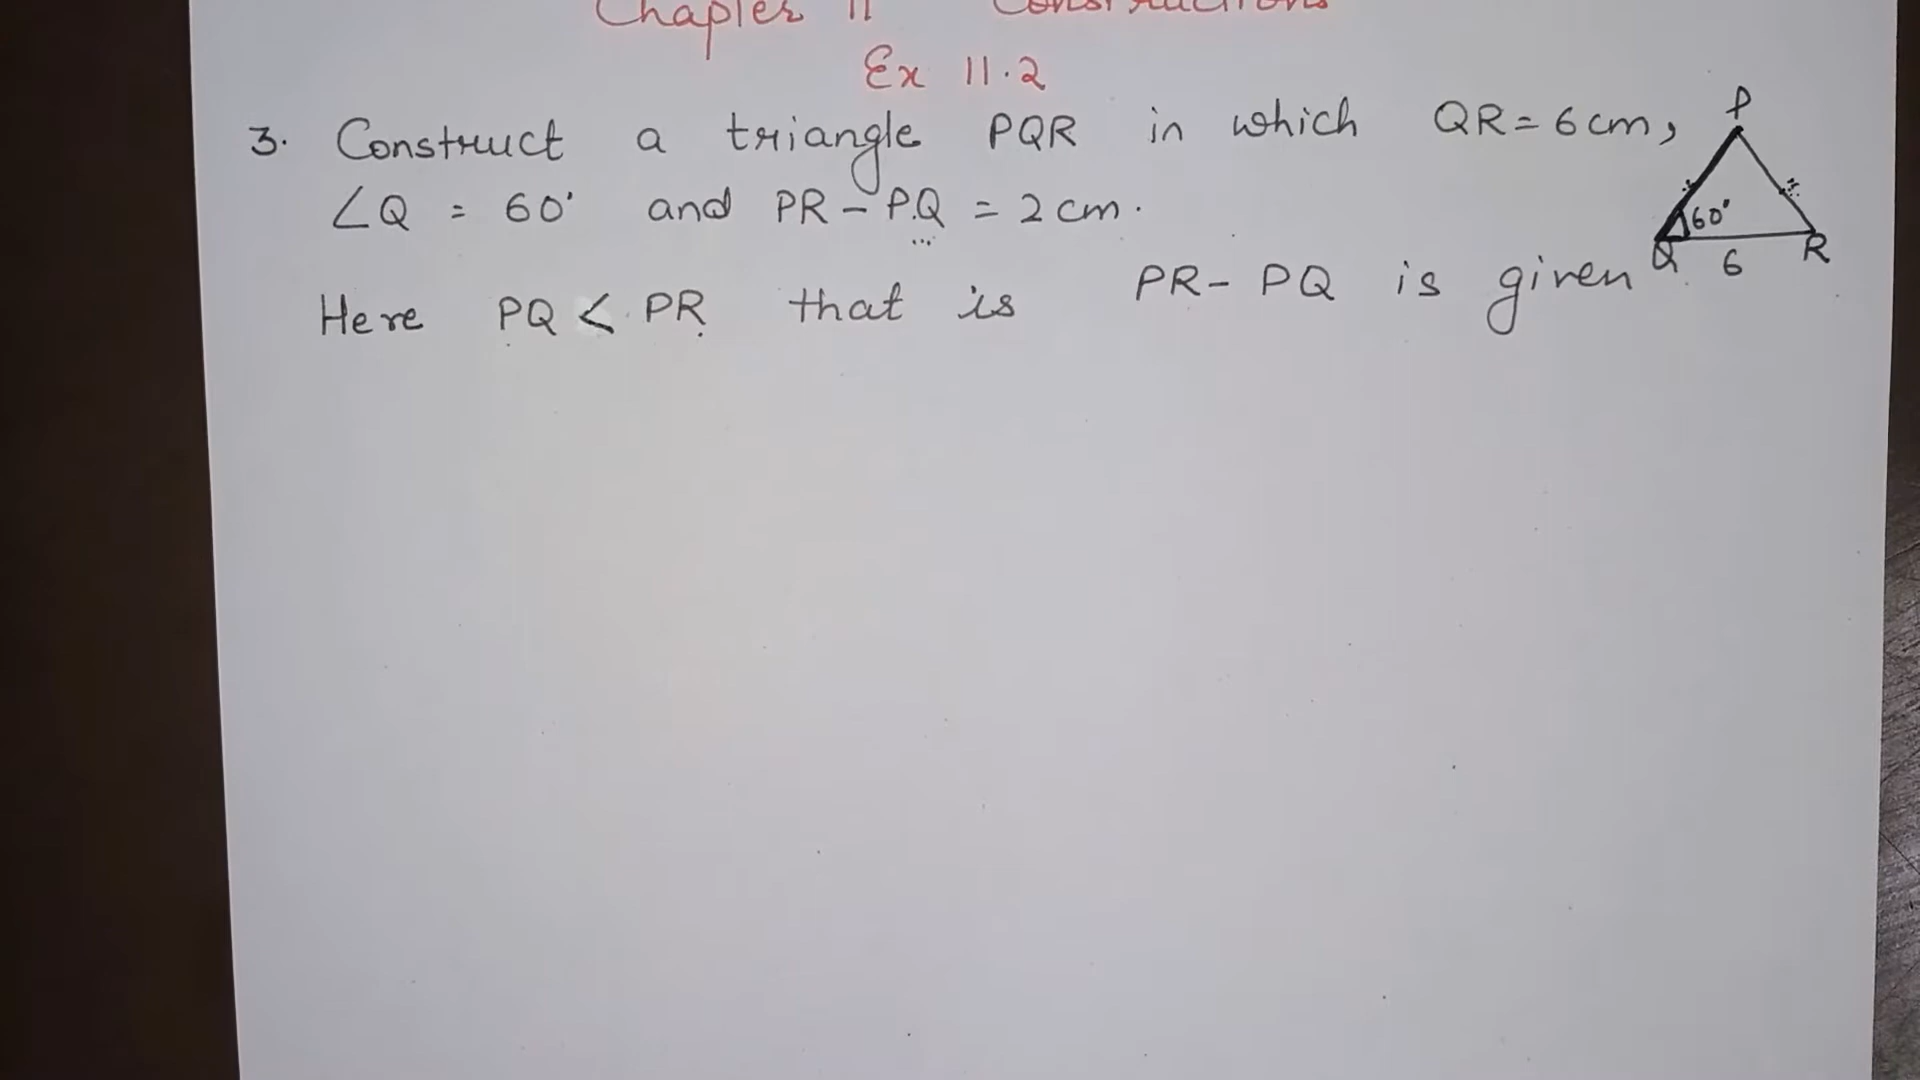 Chapter 11 Constructions
Ex 11.2
3. Construct a triangle PQR in which QR = 6 cm,
∠Q = 60° and PR - PQ = 2 cm.
Here PQ < PR that is PR - PQ is given
P
60°
Q 6 R